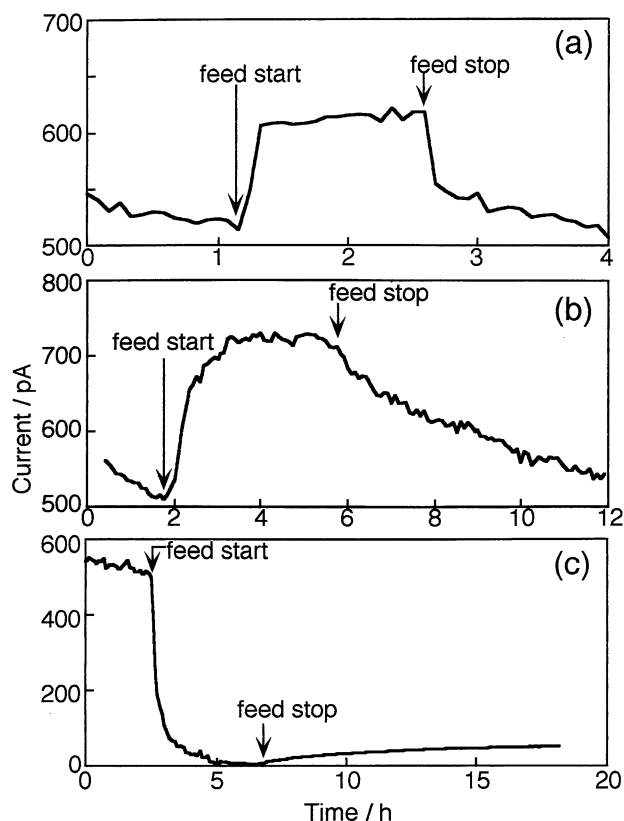 700
(a)
feed start
feed stop
600
500
0 1 2 3 4
800
feed stop
(b)
feed start
700
600
500
0 2 4 6 8 10 12
Current / pA
600
feed start
(c)
400
200
feed stop
0
0 5 10 15 20
Time / h